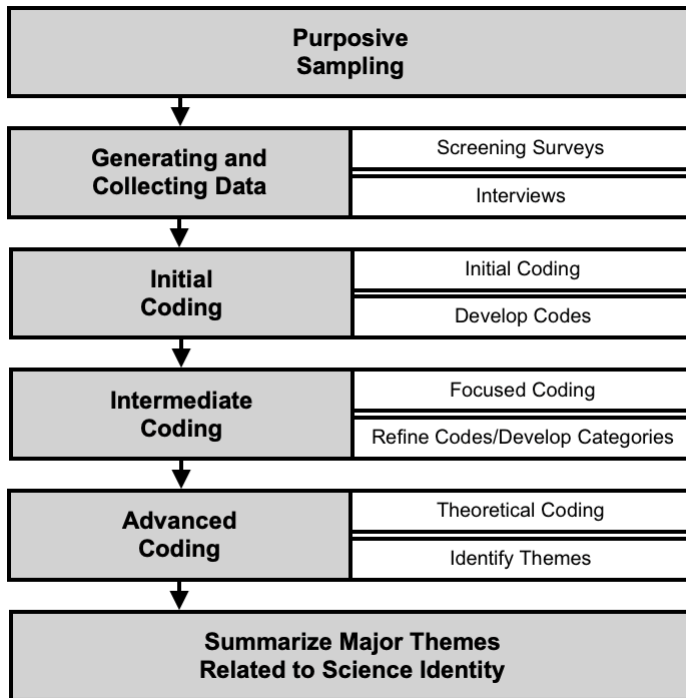 Purposive
Sampling
Generating and
Collecting Data
Screening Surveys
Interviews
Initial
Coding
Initial Coding
Develop Codes
Intermediate
Coding
Focused Coding
Refine Codes/Develop Categories
Advanced
Coding
Theoretical Coding
Identify Themes
Summarize Major Themes
Related to Science Identity